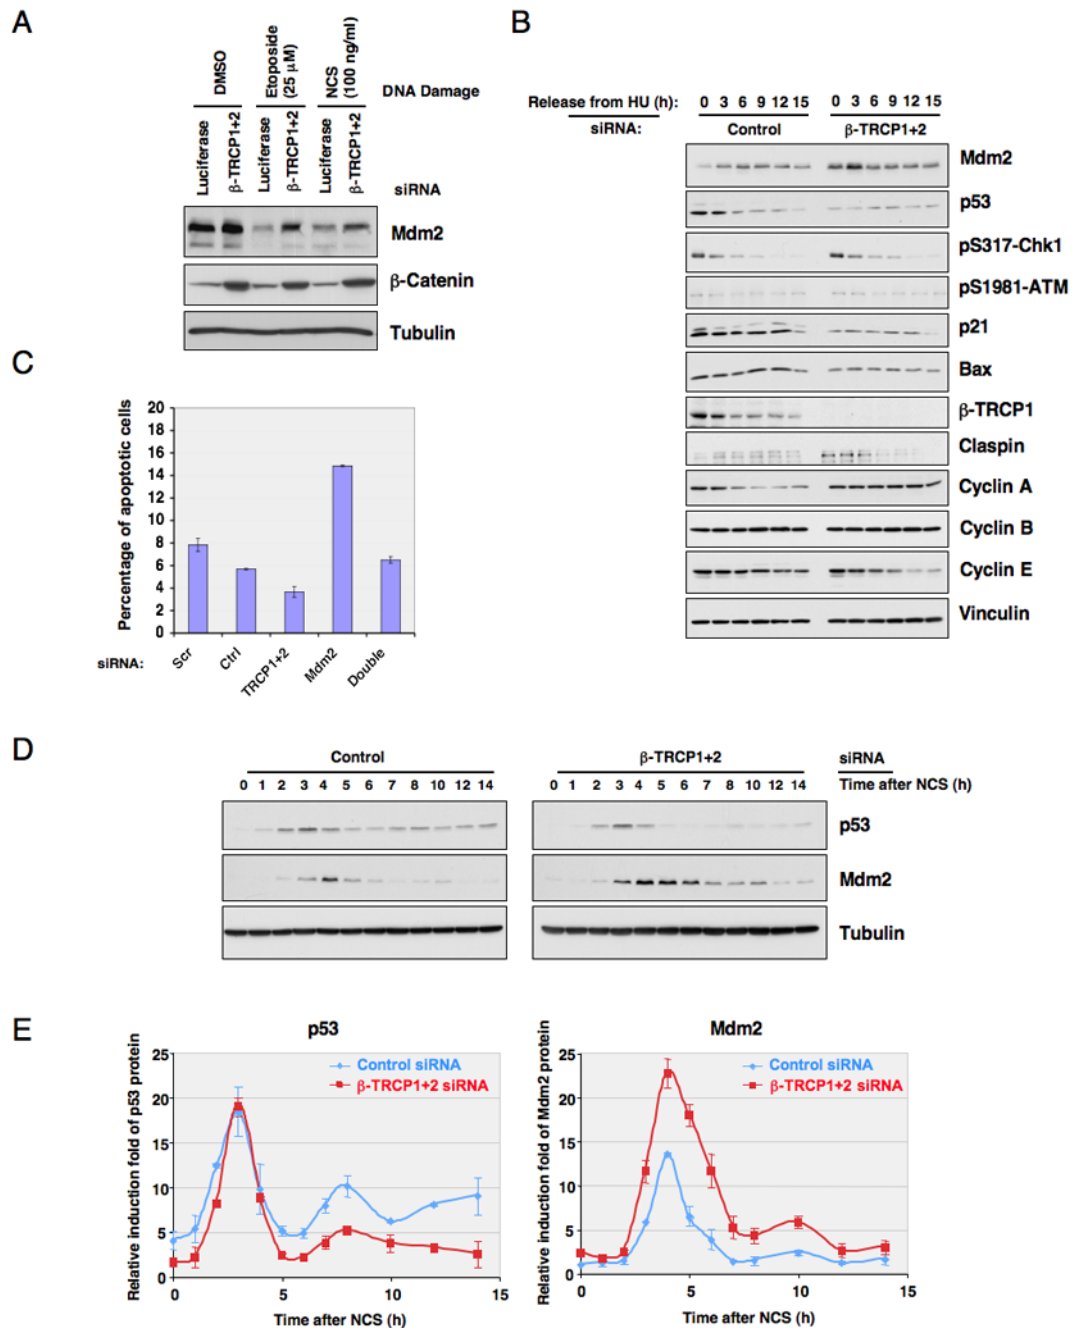 A
DMSO
Etoposide (25 µM)
NCS (100 ng/ml)
DNA Damage
Luciferase
β-TRCP1+2
Luciferase
β-TRCP1+2
Luciferase
β-TRCP1+2
siRNA
Mdm2
β-Catenin
Tubulin
B
Release from HU (h): 0 3 6 9 12 15 0 3 6 9 12 15
siRNA: Control β-TRCP1+2
Mdm2
p53
pS317-Chk1
pS1981-ATM
p21
Bax
β-TRCP1
Claspin
Cyclin A
Cyclin B
Cyclin E
Vinculin
C
Percentage of apoptotic cells
20
18
16
14
12
10
8
6
4
2
0
siRNA: Scr Ctrl TRCP1+2 Mdm2 Double
D
Control β-TRCP1+2 siRNA
0 1 2 3 4 5 6 7 8 10 12 14 0 1 2 3 4 5 6 7 8 10 12 14 Time after NCS (h)
p53
Mdm2
Tubulin
E
p53
Control siRNA
β-TRCP1+2 siRNA
Relative induction fold of p53 protein
25
20
15
10
5
0
0 5 10 15
Time after NCS (h)
Mdm2
Control siRNA
β-TRCP1+2 siRNA
Relative induction fold of Mdm2 protein
25
20
15
10
5
0
0 5 10 15
Time after NCS (h)